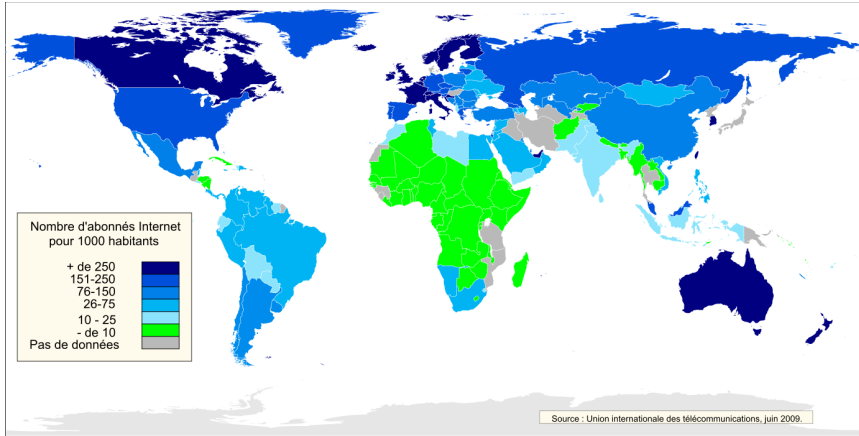 Nombre d'abonnés Internet
pour 1000 habitants
+ de 250
151-250
76-150
26-75
10 - 25
- de 10
Pas de données
Source : Union internationale des télécommunications, juin 2009.